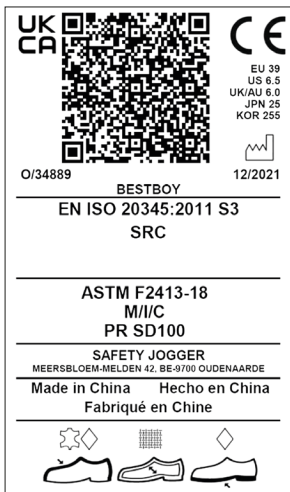 UK
CA
CE
EU 39
US 6.5
UK/AU 6.0
JPN 25
KOR 255
O/34889
12/2021
BESTBOY
EN ISO 20345:2011 S3
SRC
ASTM F2413-18
M/I/C
PR SD100
SAFETY JOGGER
MEERSBLOEM-MELDEN 42, BE-9700 OUDENAARDE
Made in China Hecho en China
Fabriqué en Chine